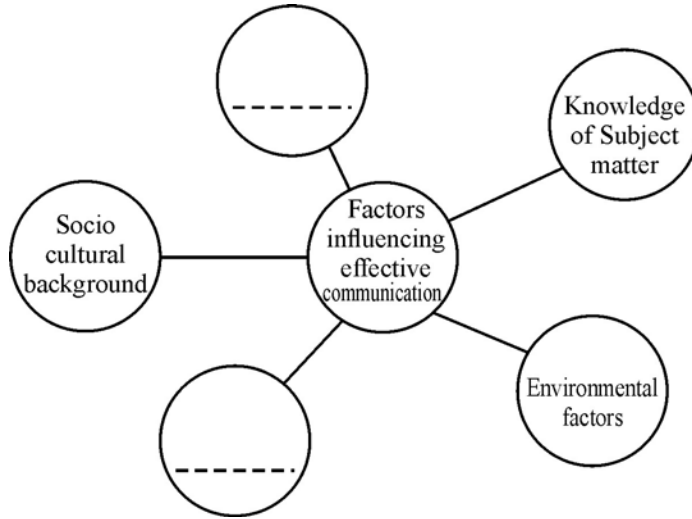 Knowledge
of Subject
matter
Socio
cultural
background
Factors
influencing
effective
communication
Environmental
factors